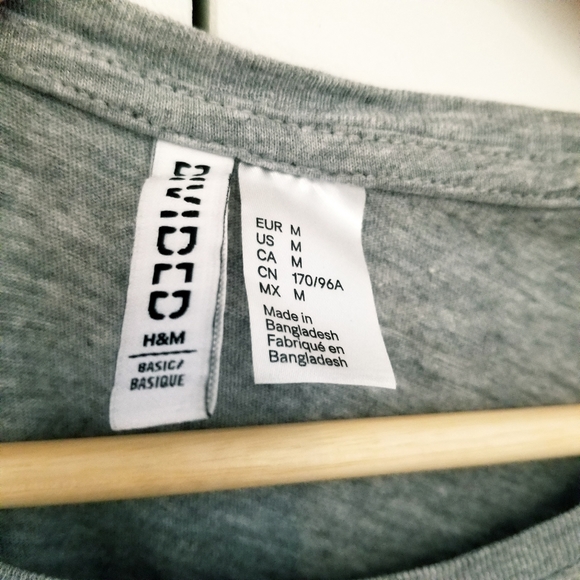 DIVIDED
H&M
BASIC/
BASIQUE
EUR M
US M
CA M
CN 170/96A
MX M
Made in
Bangladesh
Fabriqué en
Bangladesh